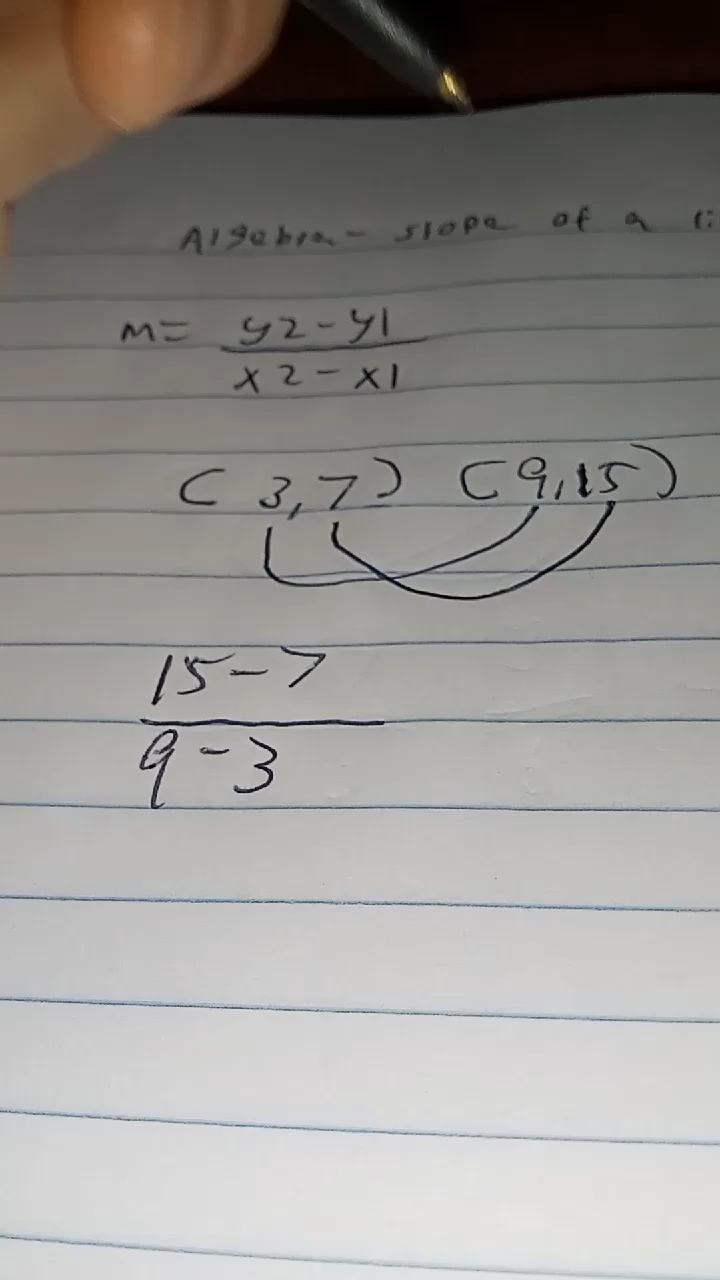 Algebra - slope of a
m = y2 - y1
x2 - x1
(3,7) (9,15)
15 - 7
9 - 3